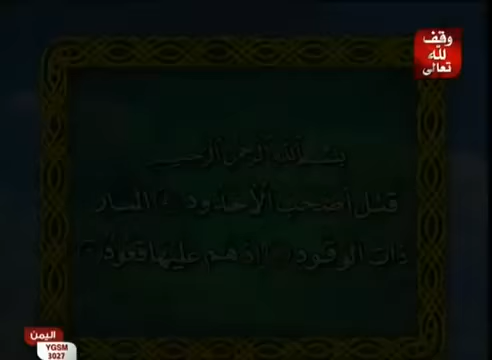 وقف
لله
تعالى
بسم الله الرحمن الرحيم
قتل أصحب الأخدود ٤ النار
ذات الوقود ٥ إذ هم عليها قعود ٦
اليمن
YGSM
3027